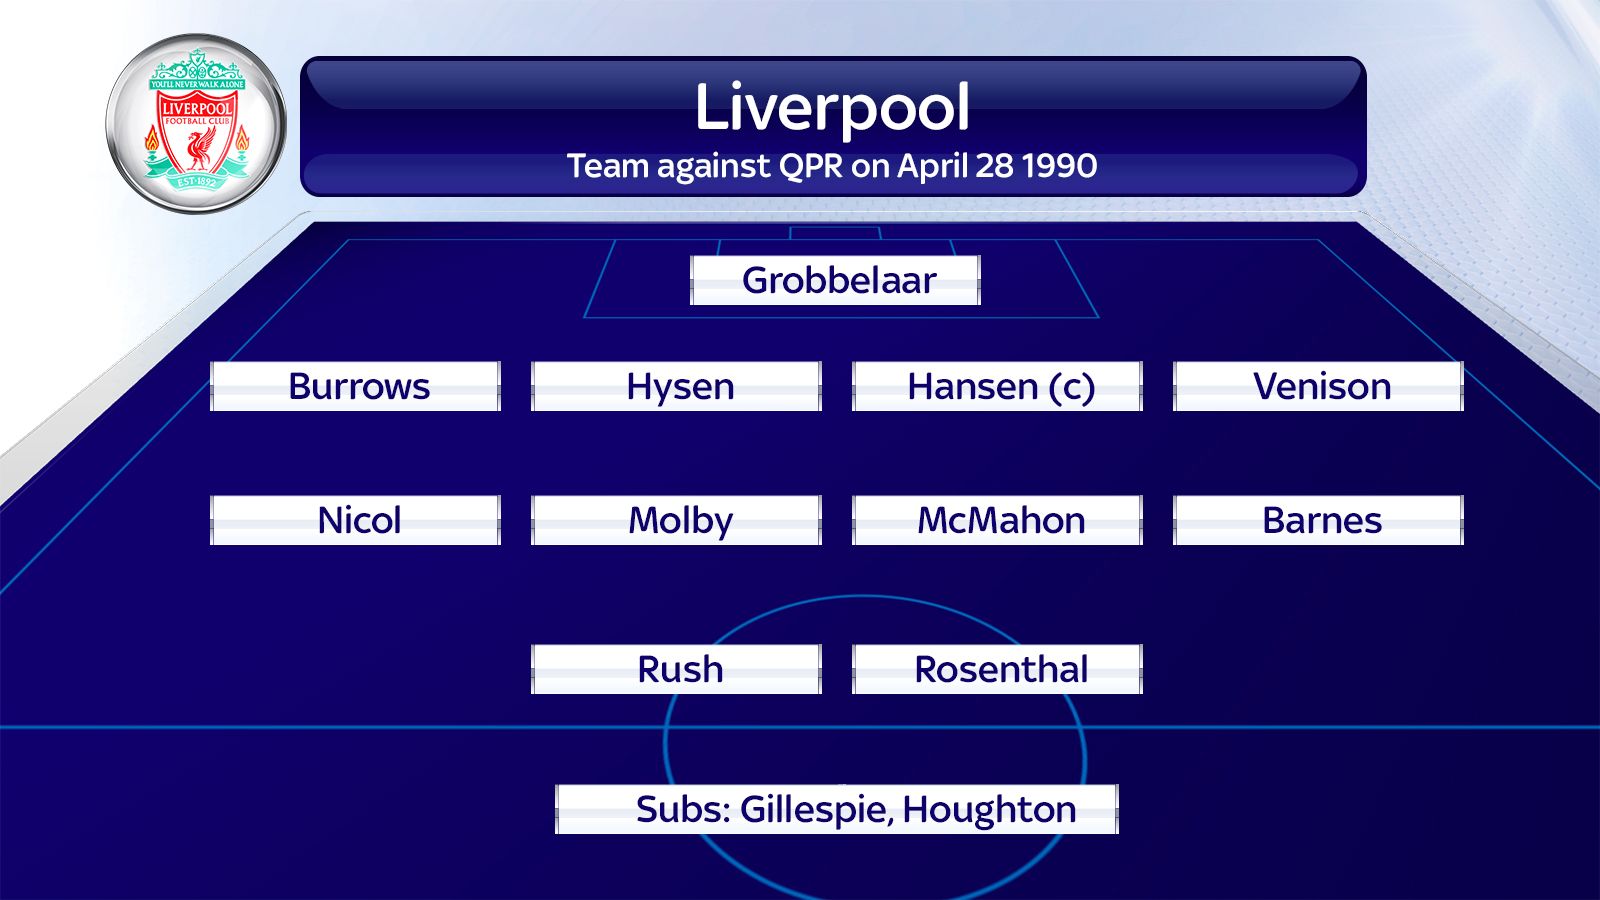 YOU'LL NEVER WALK ALONE
LIVERPOOL
FOOTBALL CLUB
EST·1892
Liverpool
Team against QPR on April 28 1990
Grobbelaar
Burrows Hysen Hansen (c) Venison
Nicol Molby McMahon Barnes
Rush Rosenthal
Subs: Gillespie, Houghton